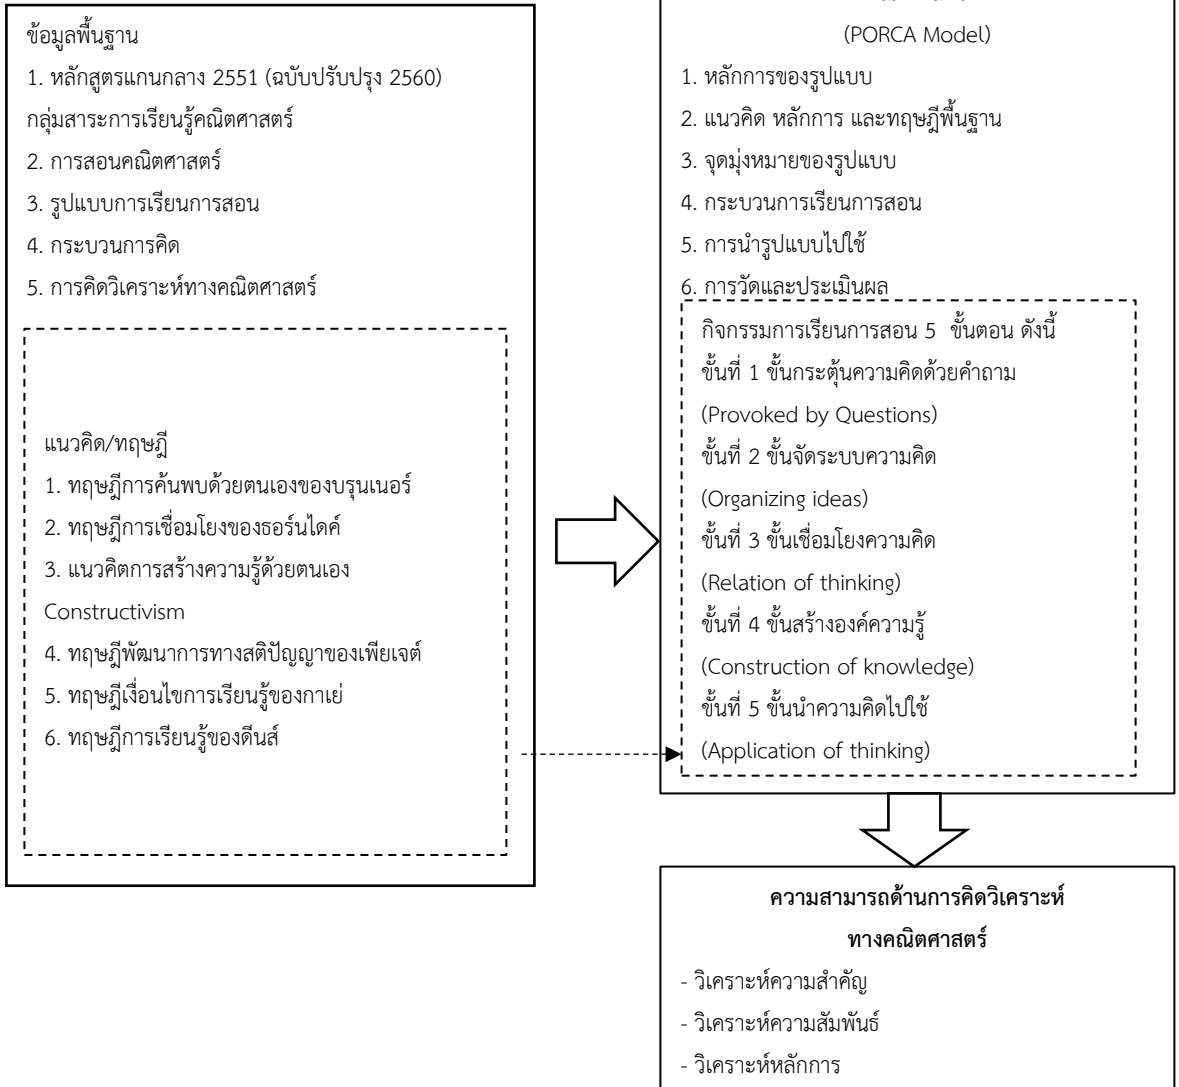 ข้อมูลพื้นฐาน
1. หลักสูตรแกนกลาง 2551 (ฉบับปรับปรุง 2560)
กลุ่มสาระการเรียนรู้คณิตศาสตร์
2. การสอนคณิตศาสตร์
3. รูปแบบการเรียนการสอน
4. กระบวนการคิด
5. การคิดวิเคราะห์ทางคณิตศาสตร์
แนวคิด/ทฤษฎี
1. ทฤษฎีการค้นพบด้วยตนเองของบรุนเนอร์
2. ทฤษฎีการเชื่อมโยงของธอร์นไดค์
3. แนวคิตการสร้างความรู้ด้วยตนเอง
Constructivism
4. ทฤษฎีพัฒนาการทางสติปัญญาของเพียเจต์
5. ทฤษฎีเงื่อนไขการเรียนรู้ของกาเย่
6. ทฤษฎีการเรียนรู้ของดีนส์
(PORCA Model)
1. หลักการของรูปแบบ
2. แนวคิด หลักการ และทฤษฎีพื้นฐาน
3. จุดมุ่งหมายของรูปแบบ
4. กระบวนการเรียนการสอน
5. การนำรูปแบบไปใช้
6. การวัดและประเมินผล
กิจกรรมการเรียนการสอน 5 ขั้นตอน ดังนี้
ขั้นที่ 1 ขั้นกระตุ้นความคิดด้วยคำถาม
(Provoked by Questions)
ขั้นที่ 2 ขั้นจัดระบบความคิด
(Organizing ideas)
ขั้นที่ 3 ขั้นเชื่อมโยงความคิด
(Relation of thinking)
ขั้นที่ 4 ขั้นสร้างองค์ความรู้
(Construction of knowledge)
ขั้นที่ 5 ขั้นนำความคิดไปใช้
(Application of thinking)
ความสามารถด้านการคิดวิเคราะห์
ทางคณิตศาสตร์
- วิเคราะห์ความสำคัญ
- วิเคราะห์ความสัมพันธ์
- วิเคราะห์หลักการ